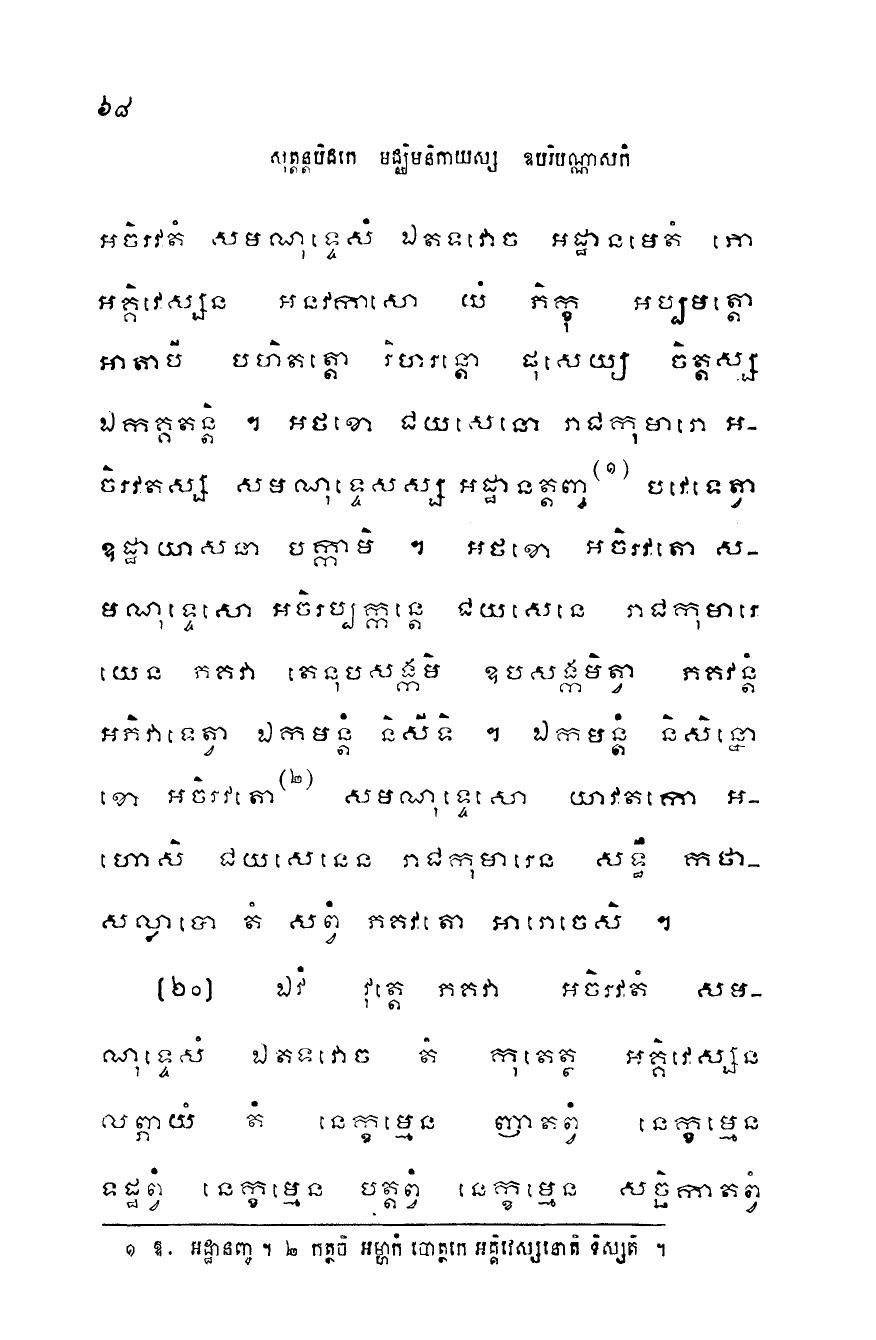 ៦៨
សុត្តន្តបិដកេ មជ្ឈិមនិកាយស្ស ឧបរិបណ្ណាសកំ
អចិរវតំ សមណុទ្ទេសំ ឯតទវោច អដ្ឋានមេតំ ភោ
អគ្គិវេស្សន អនវកាសោ យំ ភិក្ខុ អប្បមត្តោ
អាតាបី បហិតត្តោ វិហរន្តោ ផុសេយ្យ ចិត្តស្ស
ឯកគ្គតន្តិ ។ អថខោ ជយសេនោ រាជកុមារោ អ-
ចិរវតស្ស សមណុទ្ទេសស្ស អដ្ឋានត្តញ្ច(១) បវេទេត្វា
ឧដ្ឋាយាសនា បក្កាមិ ។ អថខោ អចិរវតោ ស-
មណុទ្ទេសោ អចិរប្បក្កន្តេ ជយសេនេ រាជកុមារេ
យេន ភគវា តេនុបសង្កមិ ឧបសង្កមិត្វា ភគវន្តំ
អភិវាទេត្វា ឯកមន្តំ និសីទិ ។ ឯកមន្តំ និសិន្នោ
ខោ អចិរវតោ(២) សមណុទ្ទេសោ យាវតកោ អ-
ហោសិ ជយសេនេន រាជកុមារេន សទ្ធឹ កថា-
សល្លាបោ តំ សព្វំ ភគវតោ អារោចេសិ ។
[២០] ឯវំ វុត្តេ ភគវា អចិរវតំ សម-
ណុទ្ទេសំ ឯតទវោច តំ កុតេត្ថ អគ្គិវេស្សន
លព្ភា យំ តំ នេក្ខម្មេន ញាតព្វំ នេក្ខម្មេន
ទដ្ឋព្វំ នេក្ខម្មេន បត្តព្វំ នេក្ខម្មេន សច្ឆិកាតព្វំ
១ ឱ. អដ្ឋានញ្ច ។ ២ កត្ថចិ អម្ហាកំ បោត្ថកេ អគ្គិវេស្សនោតិ ទិស្សតិ ។